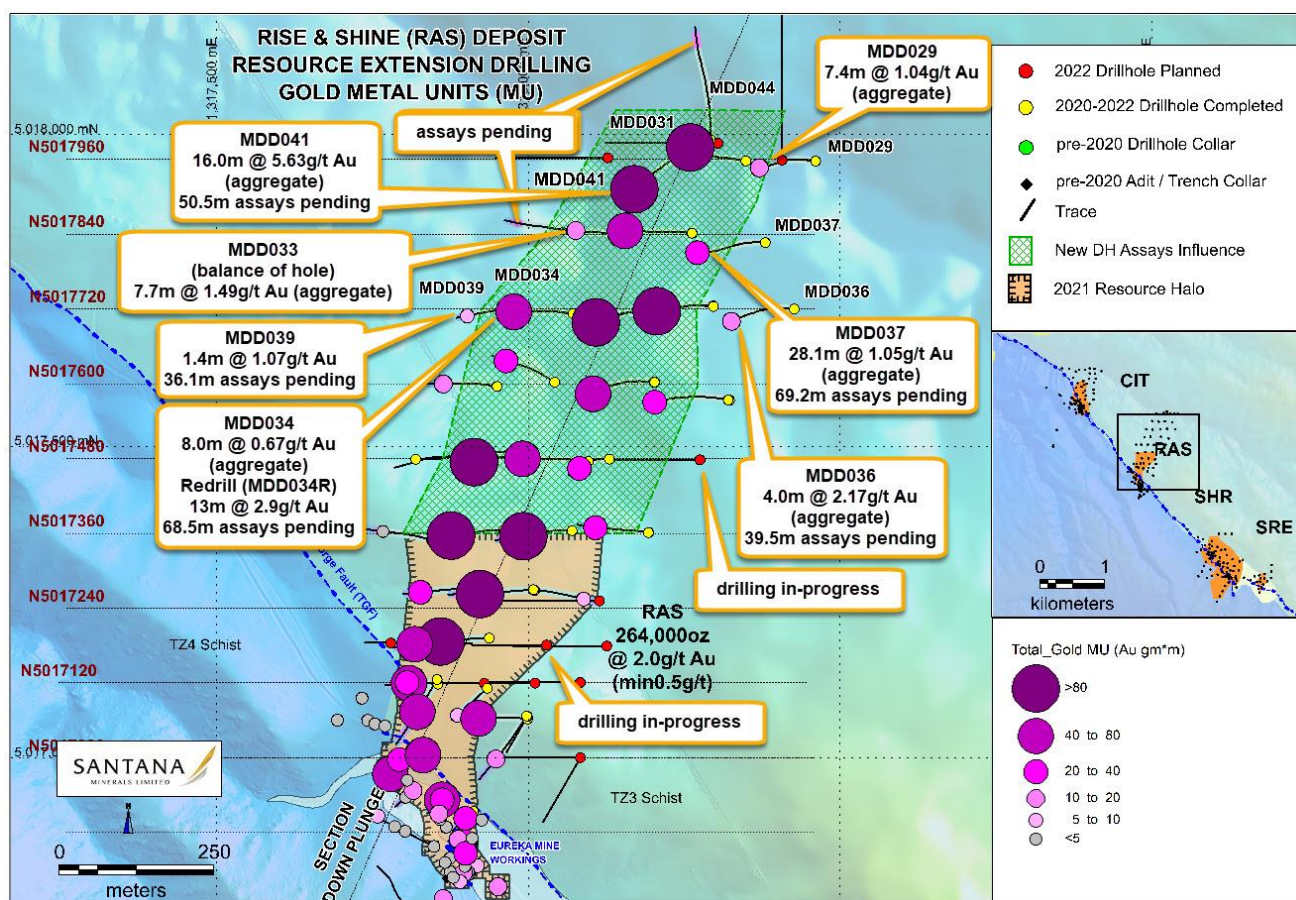 RISE & SHINE (RAS) DEPOSIT
RESOURCE EXTENSION DRILLING
GOLD METAL UNITS (MU)
1,317,500 mE
MDD044
MDD029
7.4m @ 1.04g/t Au
(aggregate)
assays pending
MDD031
MDD029
5,018,000 mN
N5017960
MDD041
16.0m @ 5.63g/t Au
(aggregate)
50.5m assays pending
MDD041
N5017840
MDD037
MDD033
(balance of hole)
7.7m @ 1.49g/t Au (aggregate)
MDD034
MDD039
MDD036
N5017720
MDD039
1.4m @ 1.07g/t Au
36.1m assays pending
MDD037
28.1m @ 1.05g/t Au
(aggregate)
69.2m assays pending
N5017600
MDD034
8.0m @ 0.67g/t Au
(aggregate)
Redrill (MDD034R)
13m @ 2.9g/t Au
68.5m assays pending
N5017480
MDD036
4.0m @ 2.17g/t Au
(aggregate)
39.5m assays pending
N5017360
drilling in-progress
Fault (TGF)
N5017240
TZ4 Schist
RAS
264,000oz
@ 2.0g/t Au
(min0.5g/t)
N5017120
drilling in-progress
SANTANA
MINERALS LIMITED
N
TZ3 Schist
SECTION
DOWN PLUNGE
EUREKA MINE
WORKINGS
0 250
meters
2022 Drillhole Planned
2020-2022 Drillhole Completed
pre-2020 Drillhole Collar
pre-2020 Adit / Trench Collar
Trace
New DH Assays Influence
2021 Resource Halo
CIT
RAS
SHR
SRE
0 1
kilometers
Total_Gold MU (Au gm*m)
>80
40 to 80
20 to 40
10 to 20
5 to 10
<5